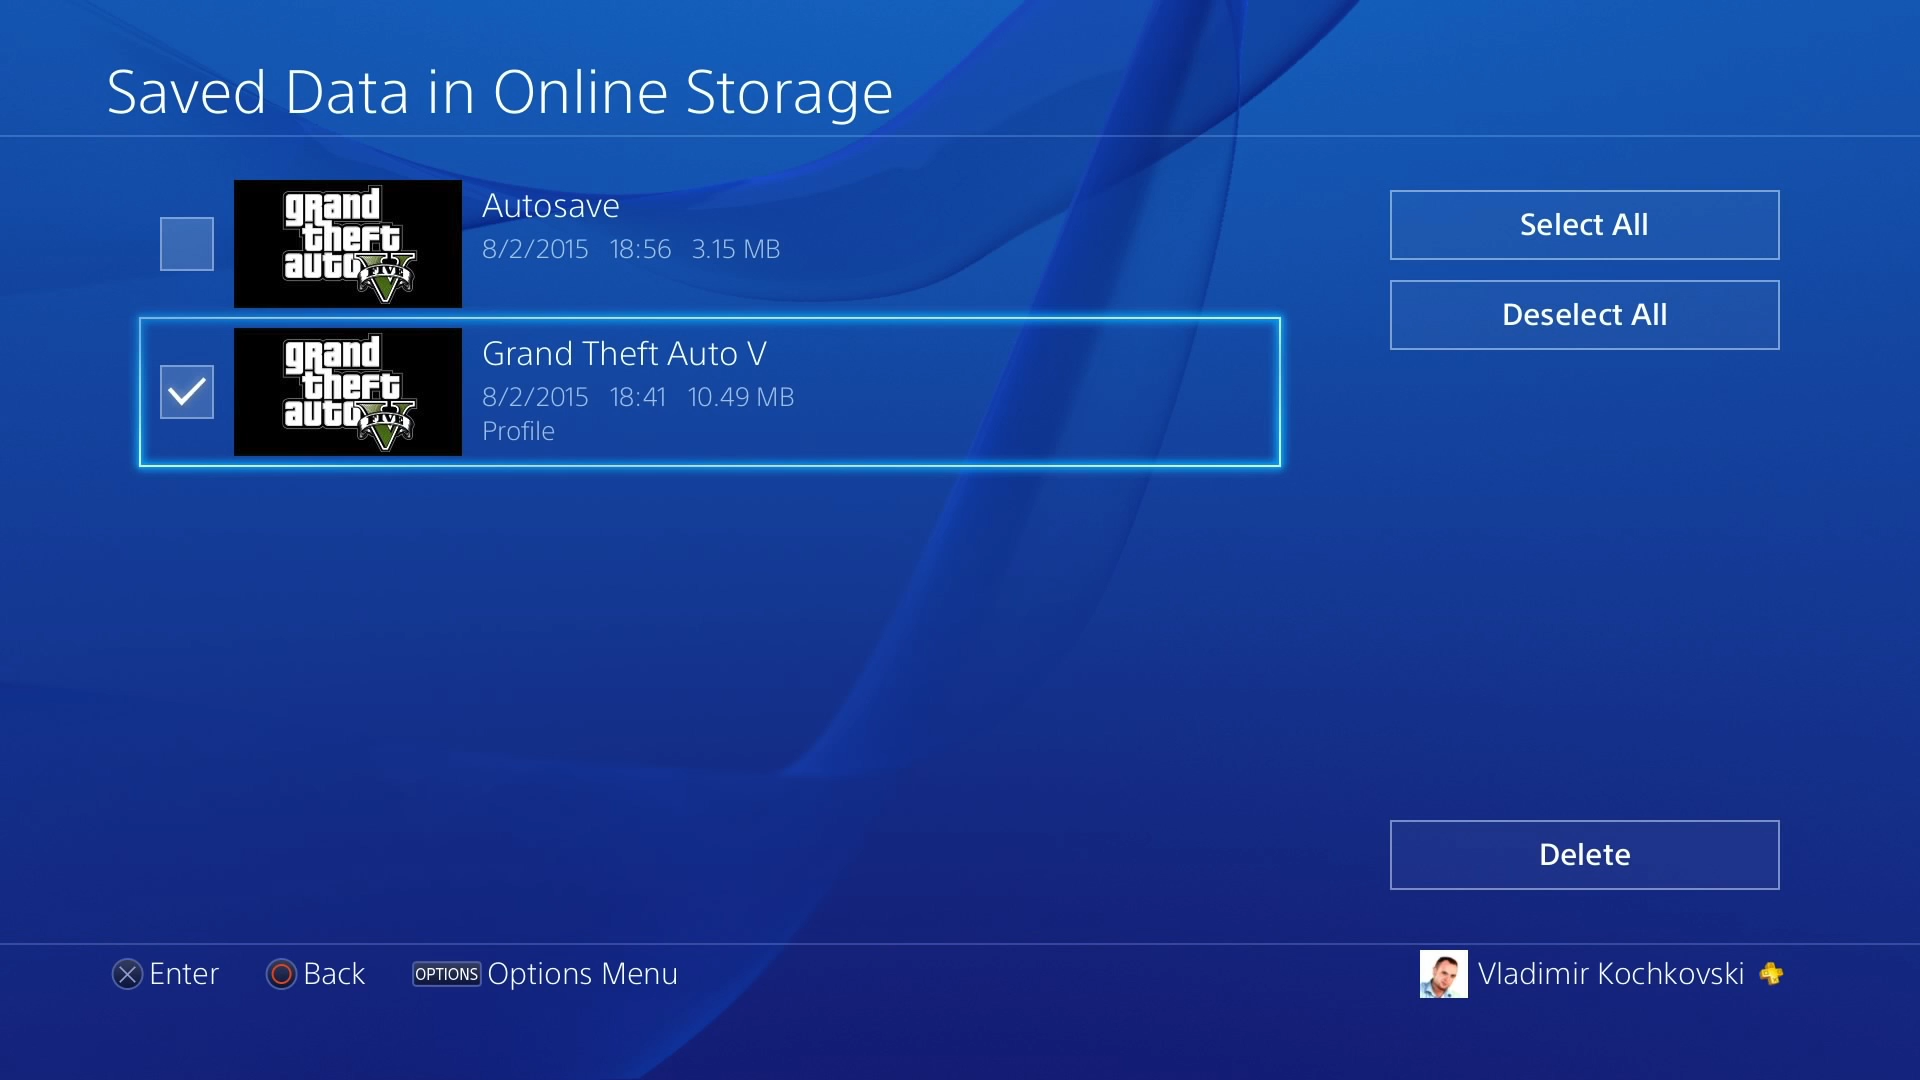 Saved Data in Online Storage
grand
theft
auto
FIVE
V
Autosave
8/2/2015 18:56 3.15 MB
Select All
Deselect All
grand
theft
auto
FIVE
V
Grand Theft Auto V
8/2/2015 18:41 10.49 MB
Profile
Delete
Enter Back OPTIONS Options Menu Vladimir Kochkovski